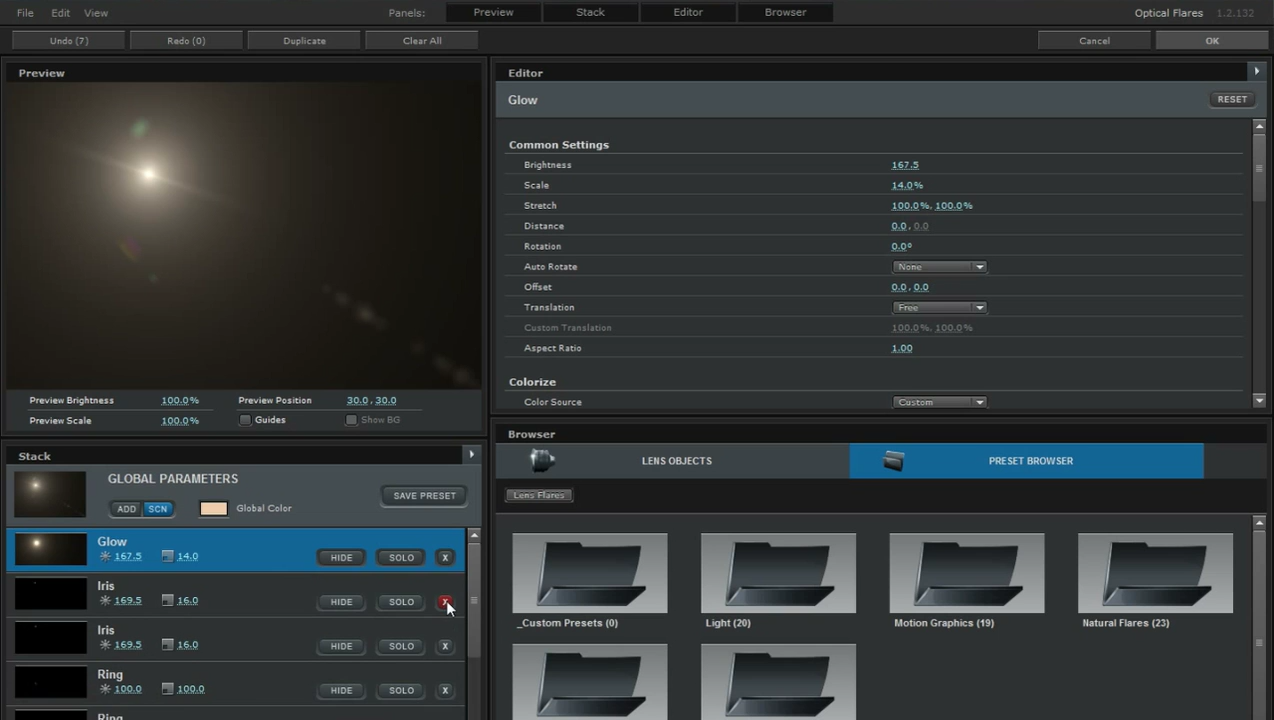 File Edit View Panels: Preview Stack Editor Browser Optical Flares 1.2.132
Undo (7) Redo (0) Duplicate Clear All Cancel OK
Preview
Preview Brightness 100.0% Preview Position 30.0, 30.0
Preview Scale 100.0% Guides Show BG
Stack
GLOBAL PARAMETERS
ADD SCN Global Color SAVE PRESET
Glow
167.5 14.0 HIDE SOLO X
Iris
169.5 16.0 HIDE SOLO X
Iris
169.5 16.0 HIDE SOLO X
Ring
100.0 100.0 HIDE SOLO X
Ring
Editor
Glow RESET
Common Settings
Brightness 167.5
Scale 14.0%
Stretch 100.0%, 100.0%
Distance 0.0, 0.0
Rotation 0.0°
Auto Rotate None
Offset 0.0, 0.0
Translation Free
Custom Translation 100.0%, 100.0%
Aspect Ratio 1.00
Colorize
Color Source Custom
Browser
LENS OBJECTS PRESET BROWSER
Lens Flares
_Custom Presets (0) Light (20) Motion Graphics (19) Natural Flares (23)